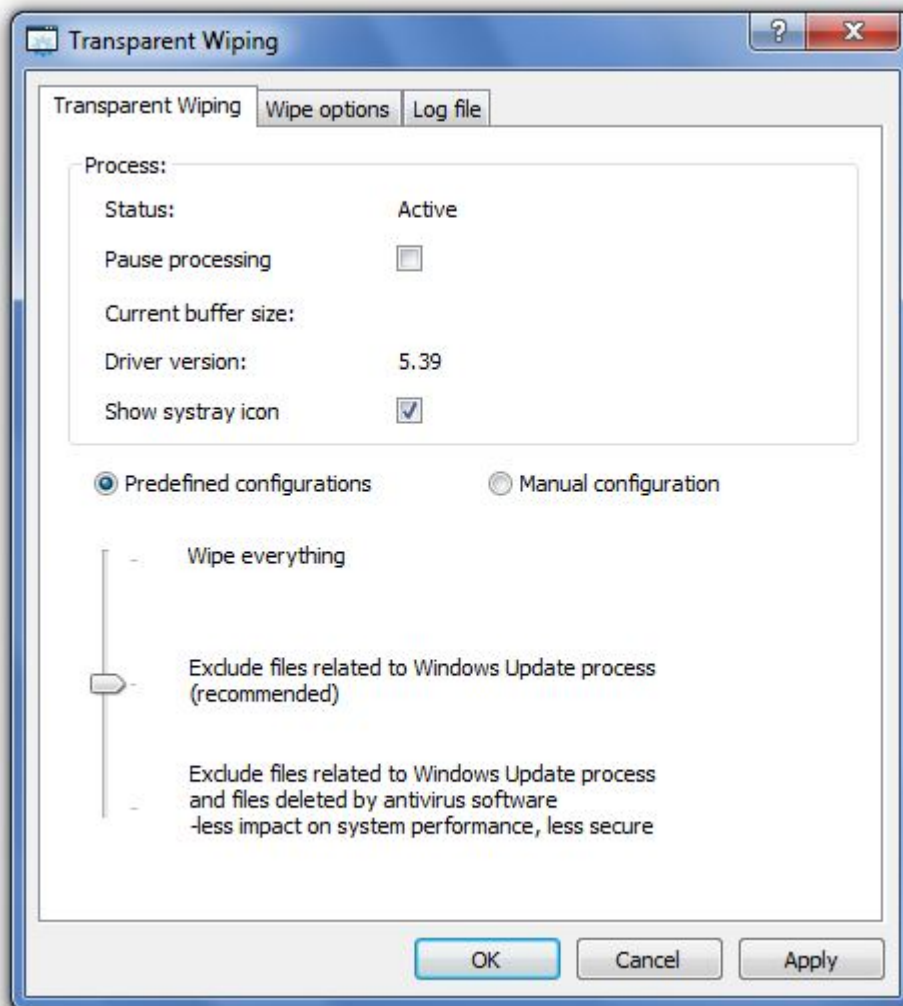 Transparent Wiping
Transparent Wiping Wipe options Log file
Process:
Status: Active
Pause processing
Current buffer size:
Driver version: 5.39
Show systray icon
Predefined configurations Manual configuration
Wipe everything
Exclude files related to Windows Update process
(recommended)
Exclude files related to Windows Update process
and files deleted by antivirus software
-less impact on system performance, less secure
OK Cancel Apply